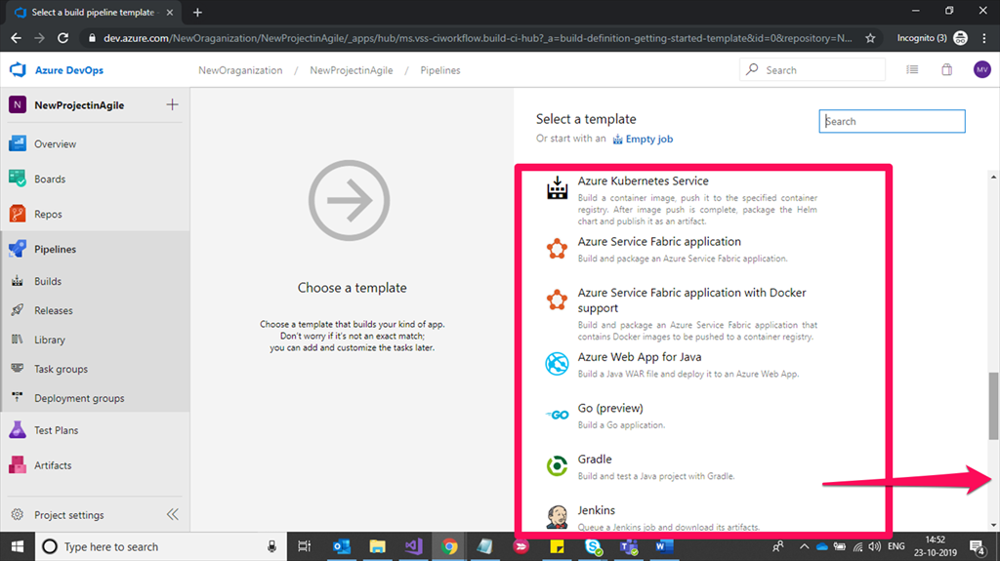 Select a build pipeline template -
dev.azure.com/NewOraganization/NewProjectinAgile/_apps/hub/ms.vss-ciworkflow.build-ci-hub?_a=build-definition-getting-started-template&id=0&repository=N...
Incognito (3)
Azure DevOps
NewOraganization / NewProjectinAgile / Pipelines
Search
MV
N NewProjectinAgile
Overview
Boards
Repos
Pipelines
Builds
Releases
Library
Task groups
Deployment groups
Test Plans
Artifacts
Project settings
Choose a template
Choose a template that builds your kind of app.
Don't worry if it's not an exact match;
you can add and customize the tasks later.
Select a template
Or start with an Empty job
Search
Azure Kubernetes Service
Build a container image, push it to the specified container
registry. After image push is complete, package the Helm
chart and publish it as an artifact.
Azure Service Fabric application
Build and package an Azure Service Fabric application.
Azure Service Fabric application with Docker
support
Build and package an Azure Service Fabric application that
contains Docker images to be pushed to a container registry.
Azure Web App for Java
Build a Java WAR file and deploy it to an Azure Web App.
GO
Go (preview)
Build a Go application.
Gradle
Build and test a Java project with Gradle.
Jenkins
Queue a Jenkins job and download its artifacts.
Type here to search
ENG
14:52
23-10-2019
4